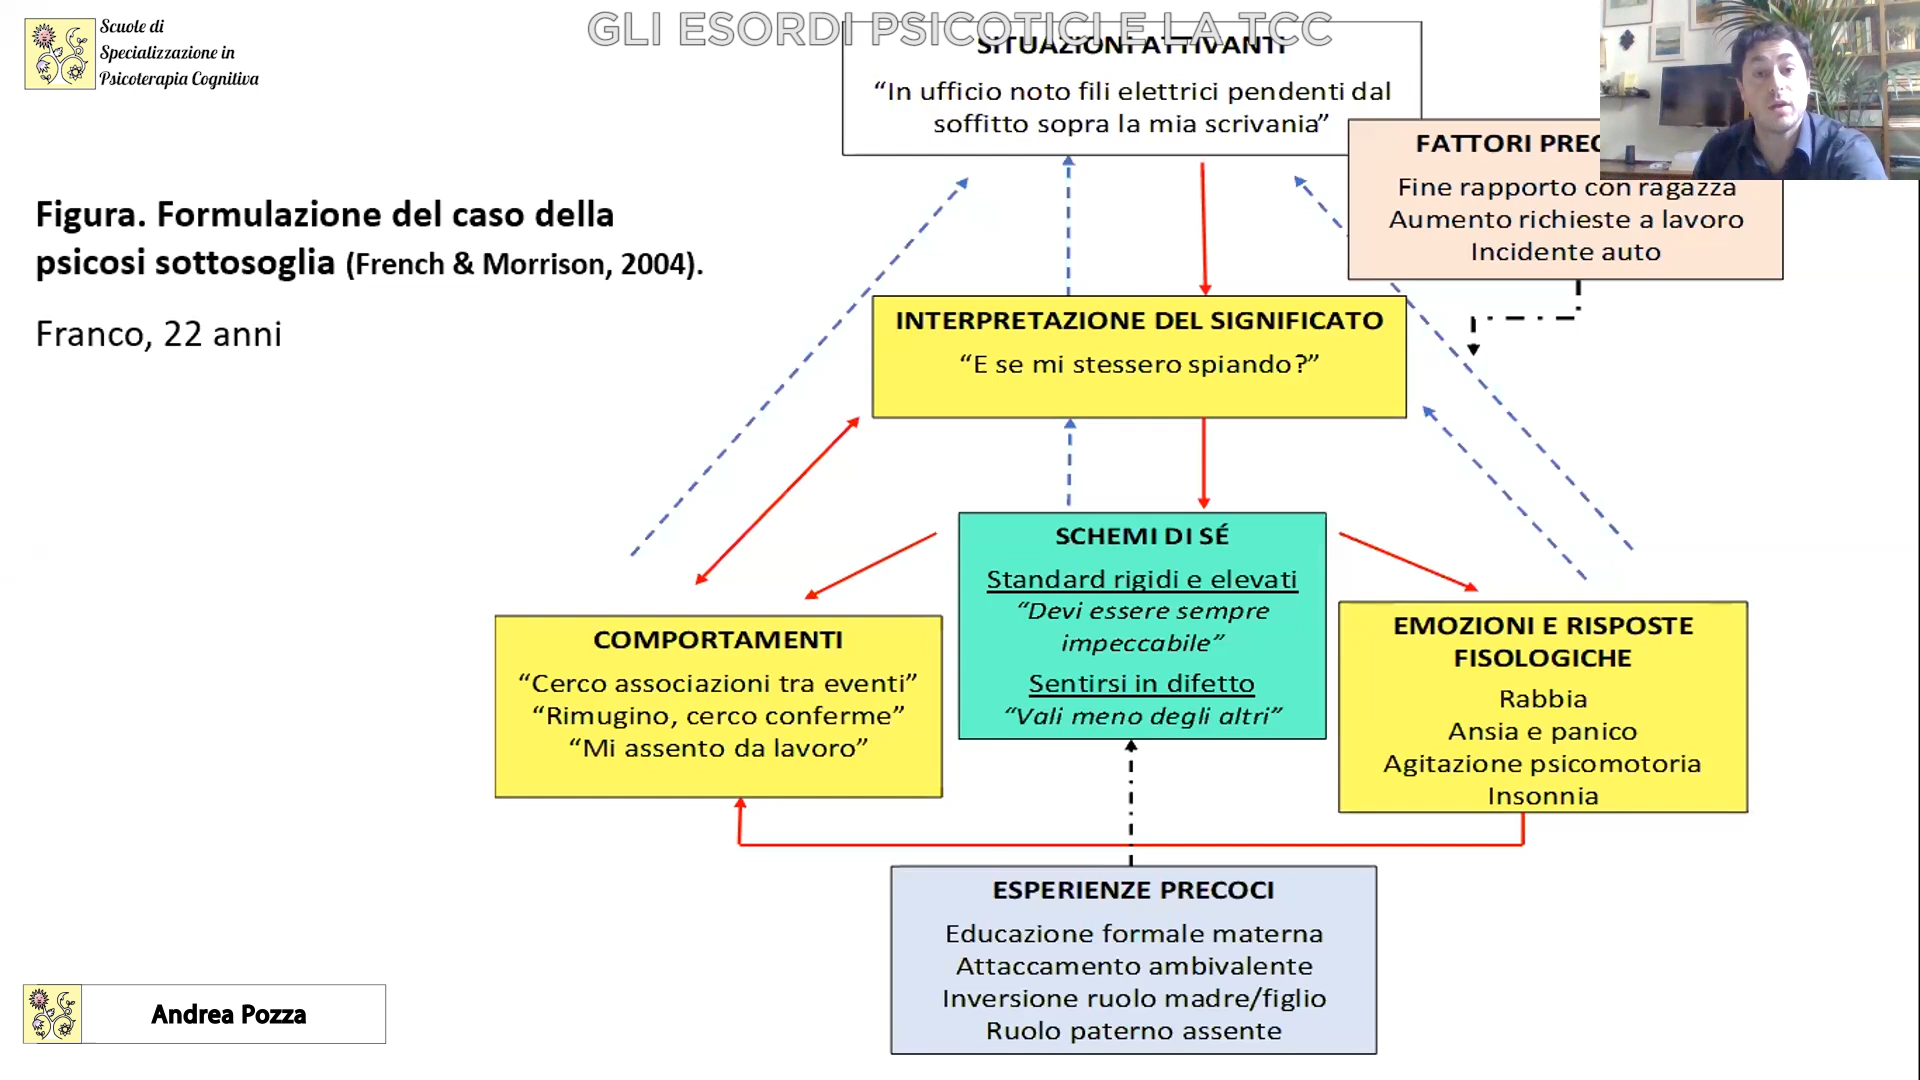 Scuole di
Specializzazione in
Psicoterapia Cognitiva
GLI ESORDI PSICOTICI E LA TCC
SITUAZIONI ATTIVANTI
“In ufficio noto fili elettrici pendenti dal
soffitto sopra la mia scrivania”
FATTORI
Fine rapporto con ragazza
Aumento richieste a lavoro
Incidente auto
Figura. Formulazione del caso della
psicosi sottosoglia (French & Morrison, 2004).
Franco, 22 anni
INTERPRETAZIONE DEL SIGNIFICATO
“E se mi stessero spiando?”
SCHEMI DI SÉ
Standard rigidi e elevati
“Devi essere sempre
impeccabile”
Sentirsi in difetto
“Vali meno degli altri”
COMPORTAMENTI
“Cerco associazioni tra eventi”
“Rimugino, cerco conferme”
“Mi assento da lavoro”
EMOZIONI E RISPOSTE
FISOLOGICHE
Rabbia
Ansia e panico
Agitazione psicomotoria
Insonnia
ESPERIENZE PRECOCI
Educazione formale materna
Attaccamento ambivalente
Inversione ruolo madre/figlio
Ruolo paterno assente
Andrea Pozza